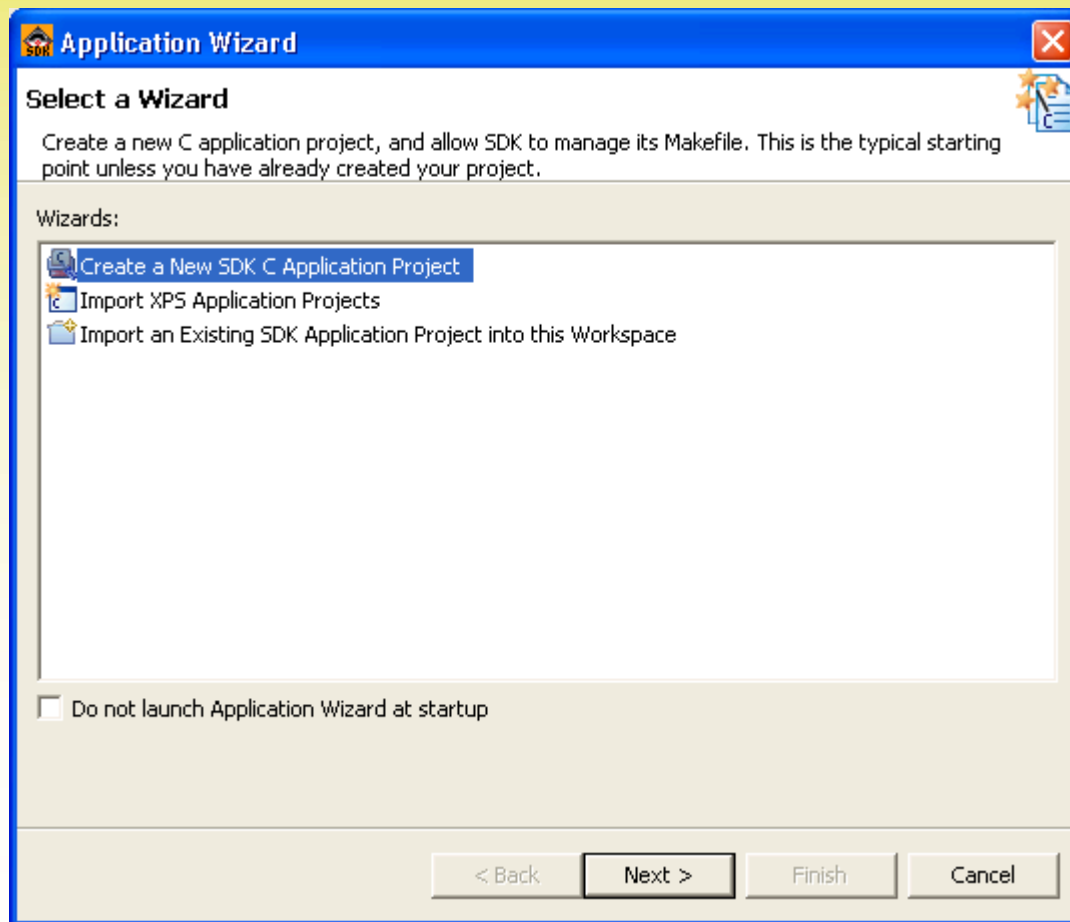 SDK
Application Wizard
Select a Wizard
Create a new C application project, and allow SDK to manage its Makefile. This is the typical starting
point unless you have already created your project.
Wizards:
Create a New SDK C Application Project
Import XPS Application Projects
Import an Existing SDK Application Project into this Workspace
Do not launch Application Wizard at startup
< Back
Next >
Finish
Cancel